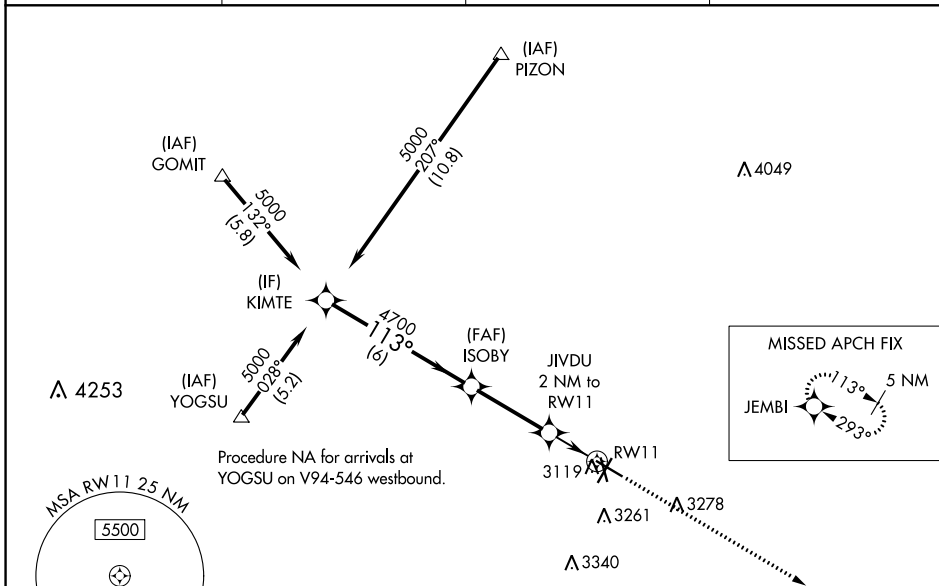 (IAF)
PIZON
(IAF)
GOMIT
5000
207°
(10.8)
4049
5000
132°
(5.8)
(IF)
KIMTE
4700
113°
(6)
(FAF)
ISOBY
JIVDU
2 NM to
RW11
MISSED APCH FIX
113°
5 NM
JEMBI
293°
4253
(IAF)
YOGSU
5000
028°
(5.2)
Procedure NA for arrivals at
YOGSU on V94-546 westbound.
RW11
3119
3278
3261
3340
MSA RW11 25 NM
5500